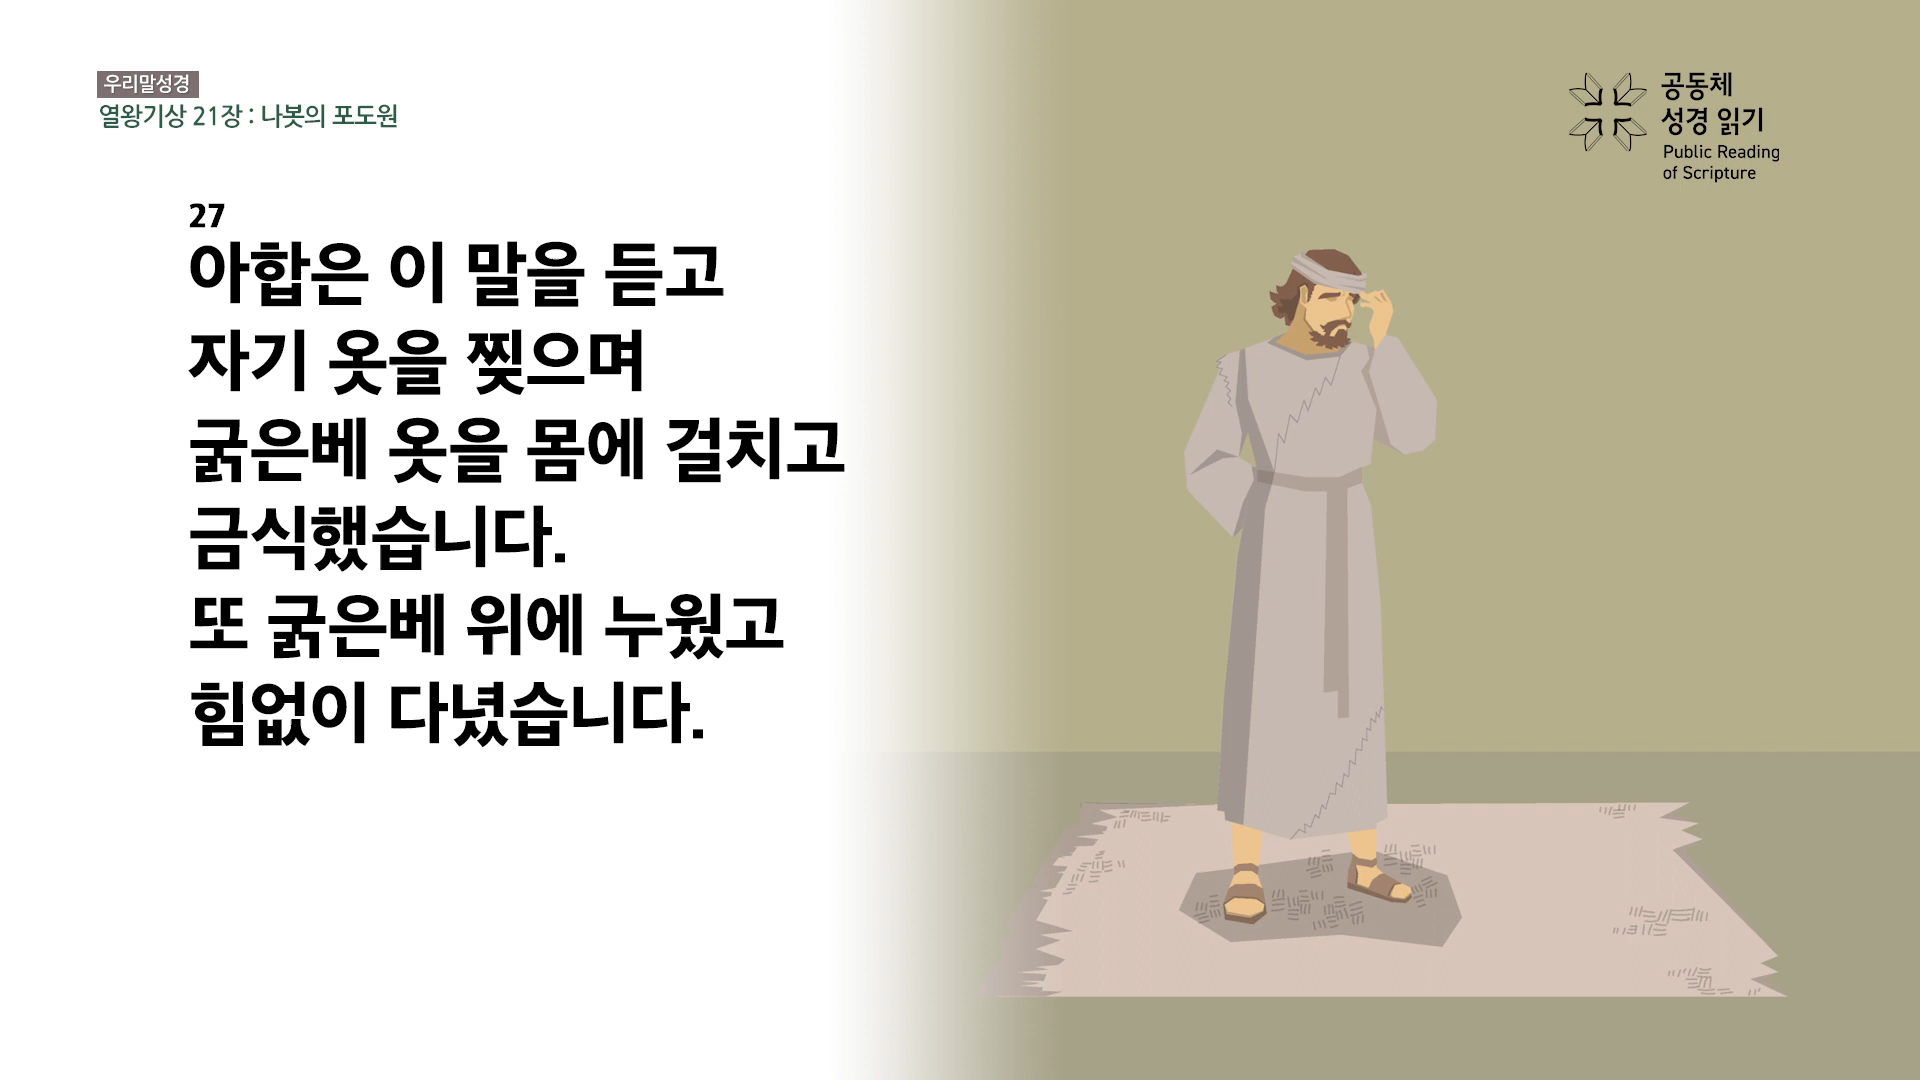 우리말성경
열왕기상 21장 : 나봇의 포도원
공동체
성경 읽기
Public Reading
of Scripture
27
아합은 이 말을 듣고
자기 옷을 찢으며
굵은베 옷을 몸에 걸치고
금식했습니다.
또 굵은베 위에 누웠고
힘없이 다녔습니다.